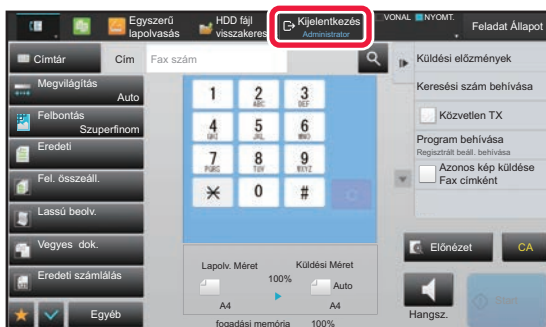 Egyszerű
lapolvasás
HDD fájl
visszakeres
Kijelentkezés
Administrator
VONAL
NYOMT.
Feladat Állapot
Címtár
Cím
Fax szám
Megvilágítás
Auto
Felbontás
Szuperfinom
Eredeti
Fel. összeáll.
Lassú beolv.
Vegyes dok.
Eredeti számlálás
Egyéb
1
2
ABC
3
DEF
4
GHI
5
JKL
6
MNO
7
PQRS
8
TUV
9
WXYZ
0
#
Lapolv. Méret
Küldési Méret
100%
Auto
A4
A4
fogadási memória 100%
Küldési előzmények
Keresési szám behívása
Közvetlen TX
Program behívása
Regisztrált beáll. behívása
Azonos kép küldése
Fax címként
Előnézet
CA
Hangsz.
Start